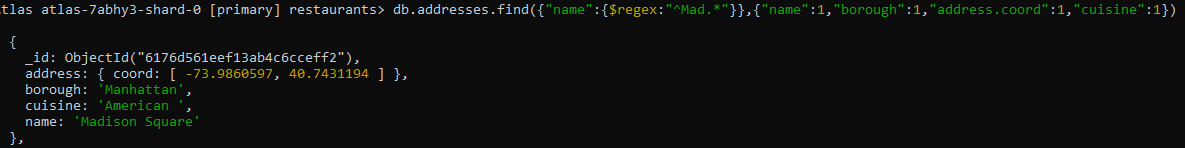 tlas atlas-7abhy3-shard-0 [primary] restaurants> db.addresses.find({"name":{$regex:"^Mad.*"}},{"name":1,"borough":1,"address.coord":1,"cuisine":1})
{
_id: ObjectId("6176d561eef13ab4c6cceff2"),
address: { coord: [ -73.9860597, 40.7431194 ] },
borough: 'Manhattan',
cuisine: 'American ',
name: 'Madison Square'
},